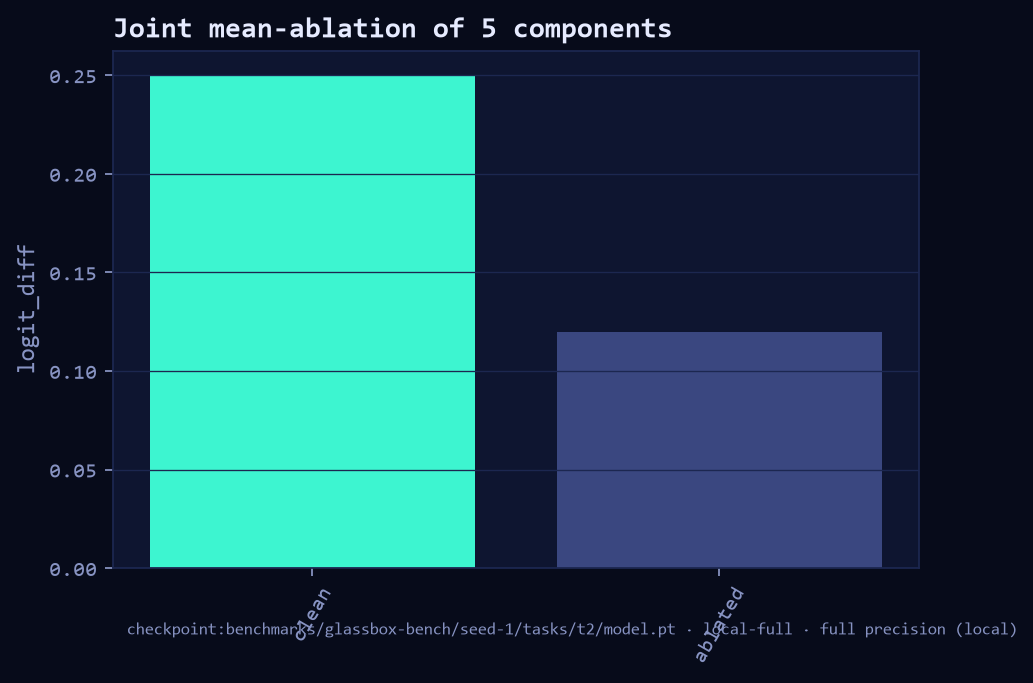 Joint mean-ablation of 5 components
logit_diff
0.25
0.20
0.15
0.10
0.05
0.00
clean
ablated
checkpoint:benchmarks/glassbox-bench/seed-1/tasks/t2/model.pt · local-full · full precision (local)